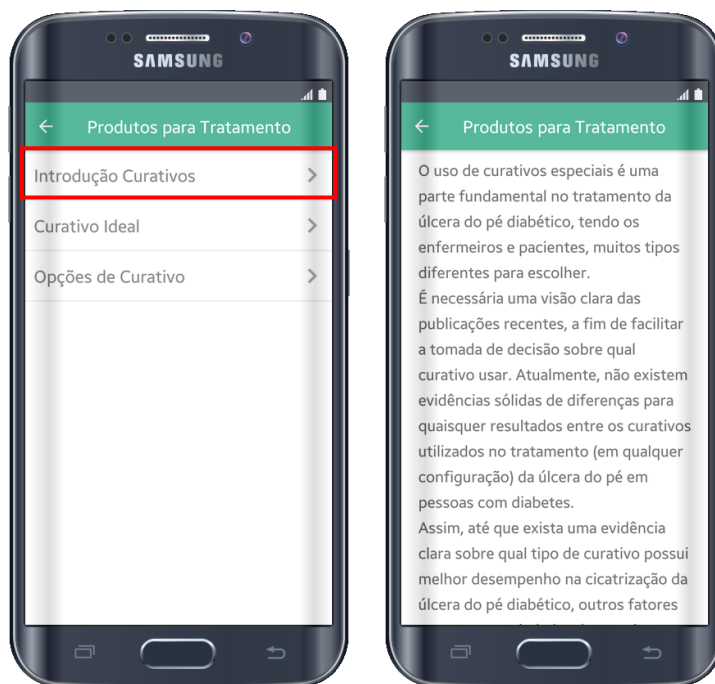 SAMSUNG
Produtos para Tratamento
Introdução Curativos
Curativo Ideal
Opções de Curativo
SAMSUNG
Produtos para Tratamento
O uso de curativos especiais é uma
parte fundamental no tratamento da
úlcera do pé diabético, tendo os
enfermeiros e pacientes, muitos tipos
diferentes para escolher.
É necessária uma visão clara das
publicações recentes, a fim de facilitar
a tomada de decisão sobre qual
curativo usar. Atualmente, não existem
evidências sólidas de diferenças para
quaisquer resultados entre os curativos
utilizados no tratamento (em qualquer
configuração) da úlcera do pé em
pessoas com diabetes.
Assim, até que exista uma evidência
clara sobre qual tipo de curativo possui
melhor desempenho na cicatrização da
úlcera do pé diabético, outros fatores